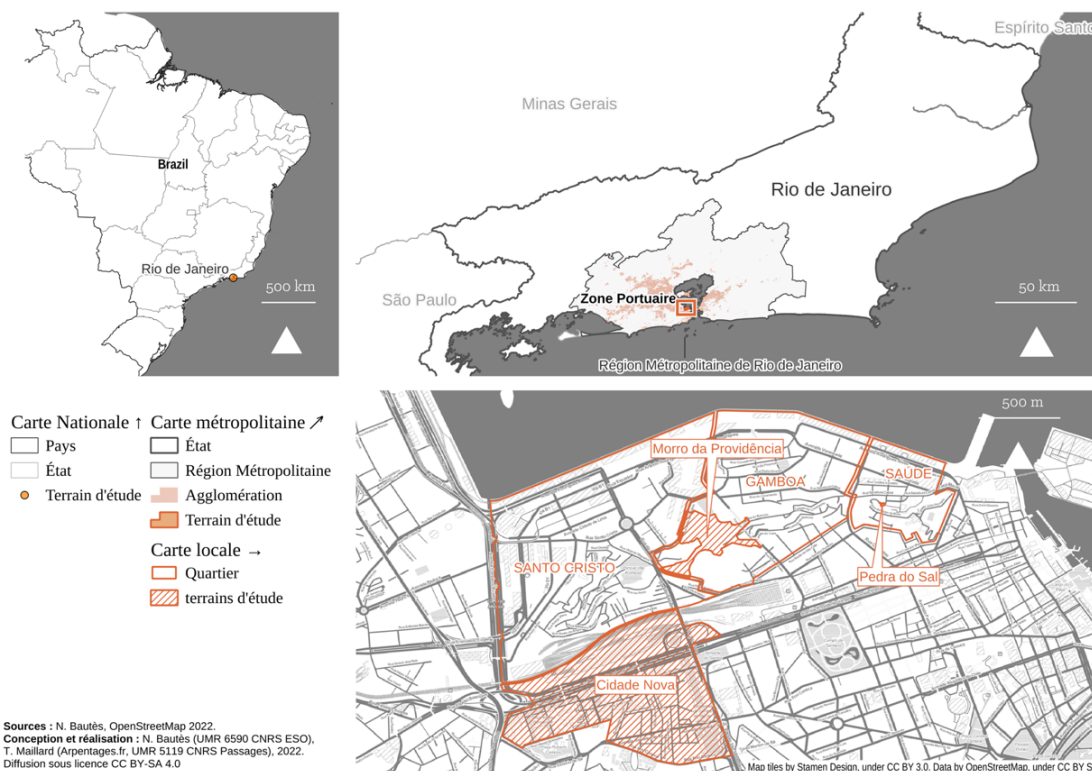 Brazil
Rio de Janeiro
500 km
Espírito Santo
Minas Gerais
Rio de Janeiro
São Paulo
Zone Portuaire
50 km
Région Métropolitaine de Rio de Janeiro
Carte Nationale ↑
Pays
État
Terrain d'étude
Carte métropolitaine ↗
État
Région Métropolitaine
Agglomération
Terrain d'étude
Carte locale →
Quartier
terrains d'étude
500 m
Morro da Providência
GAMBOA
SAÚDE
SANTO CRISTO
Pedra do Sal
Cidade Nova
Sources : N. Bautès, OpenStreetMap 2022.
Conception et réalisation : N. Bautès (UMR 6590 CNRS ESO),
T. Maillard (Arpentages.fr, UMR 5119 CNRS Passages), 2022.
Diffusion sous licence CC BY-SA 4.0
Map tiles by Stamen Design, under CC BY 3.0. Data by OpenStreetMap, under CC BY S